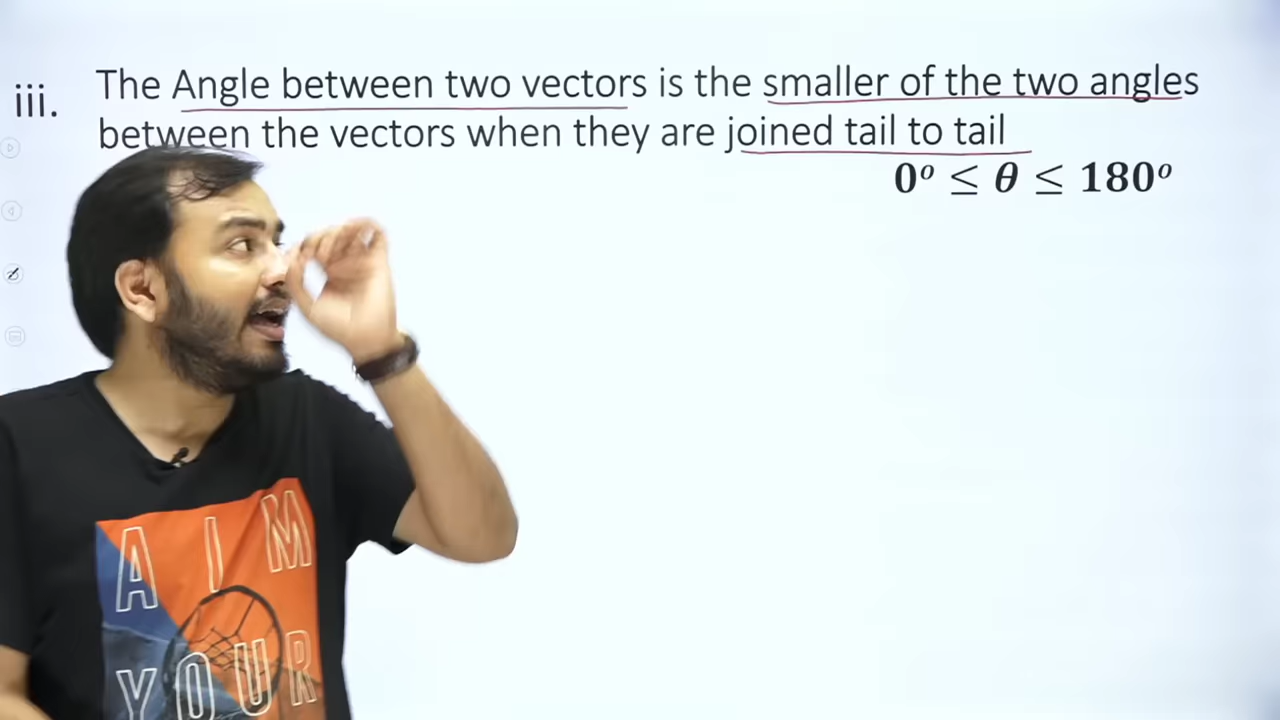 iii. The Angle between two vectors is the smaller of the two angles
between the vectors when they are joined tail to tail
0° ≤ θ ≤ 180°
AIM
YOUR